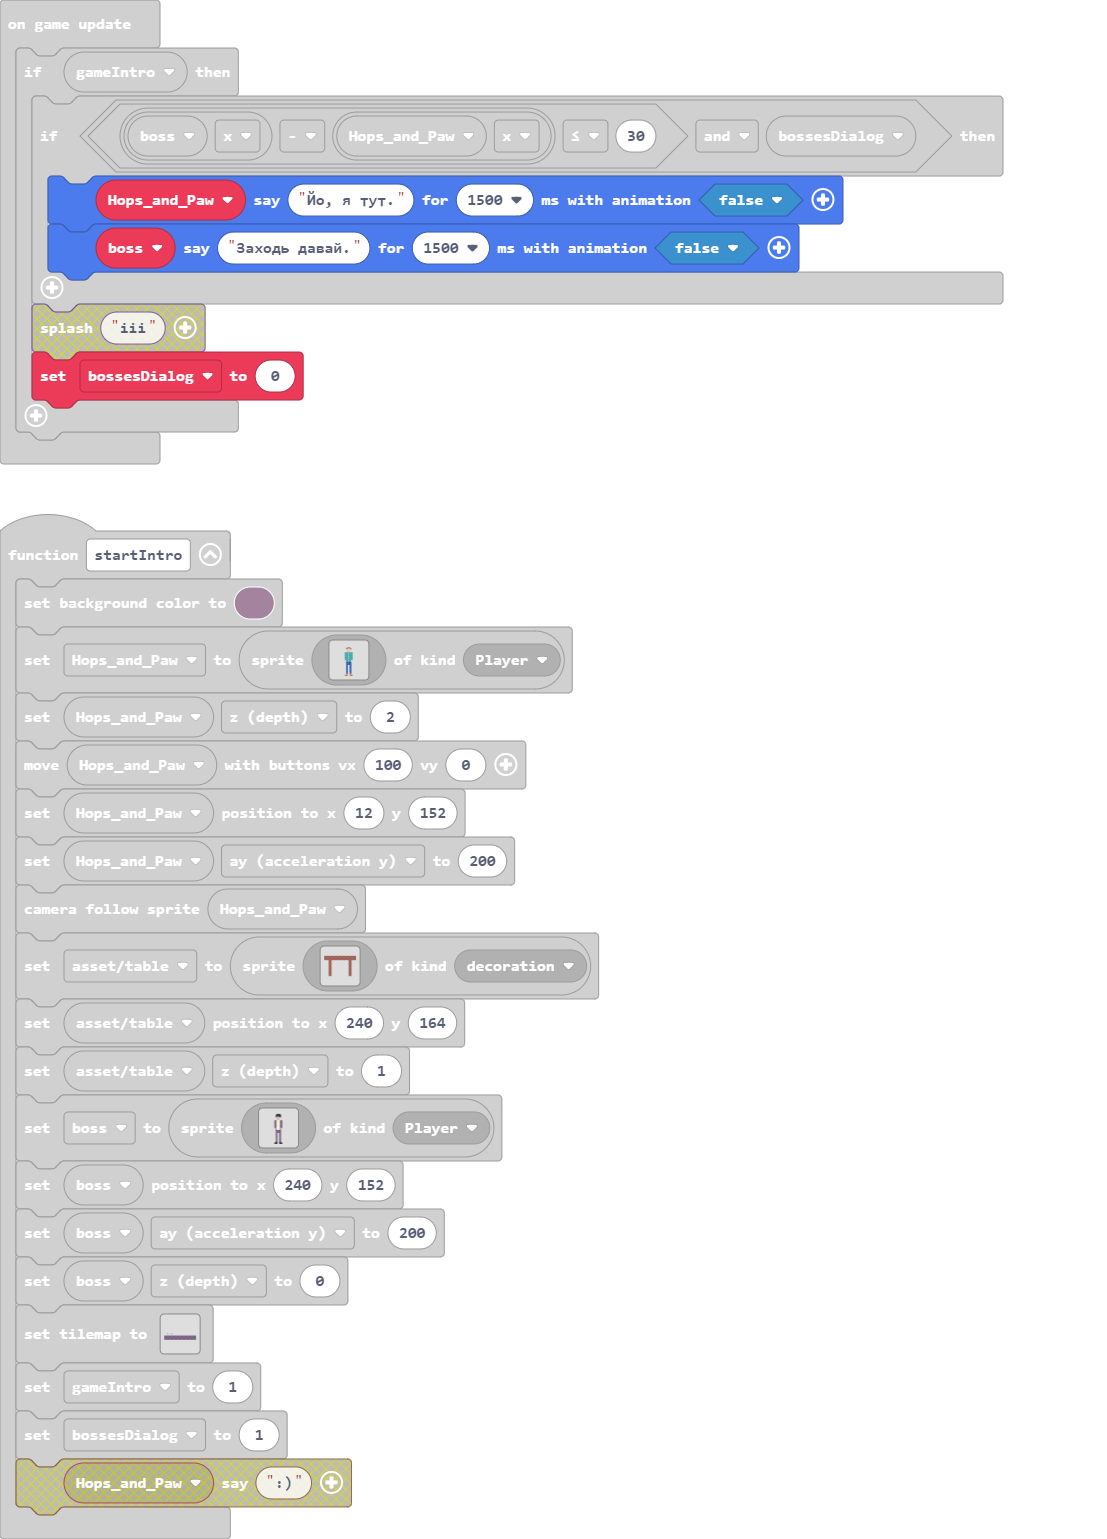 on game update
if gameIntro then
if boss x - Hops_and_Paw x ≤ 30 and bossesDialog then
Hops_and_Paw say "Йо, я тут." for 1500 ms with animation false
boss say "Заходь давай." for 1500 ms with animation false
splash "iii"
set bossesDialog to 0
function startIntro
set background color to
set Hops_and_Paw to sprite of kind Player
set Hops_and_Paw z (depth) to 2
move Hops_and_Paw with buttons vx 100 vy 0
set Hops_and_Paw position to x 12 y 152
set Hops_and_Paw ay (acceleration y) to 200
camera follow sprite Hops_and_Paw
set asset/table to sprite of kind decoration
set asset/table position to x 240 y 164
set asset/table z (depth) to 1
set boss to sprite of kind Player
set boss position to x 240 y 152
set boss ay (acceleration y) to 200
set boss z (depth) to 0
set tilemap to
set gameIntro to 1
set bossesDialog to 1
Hops_and_Paw say ":)"